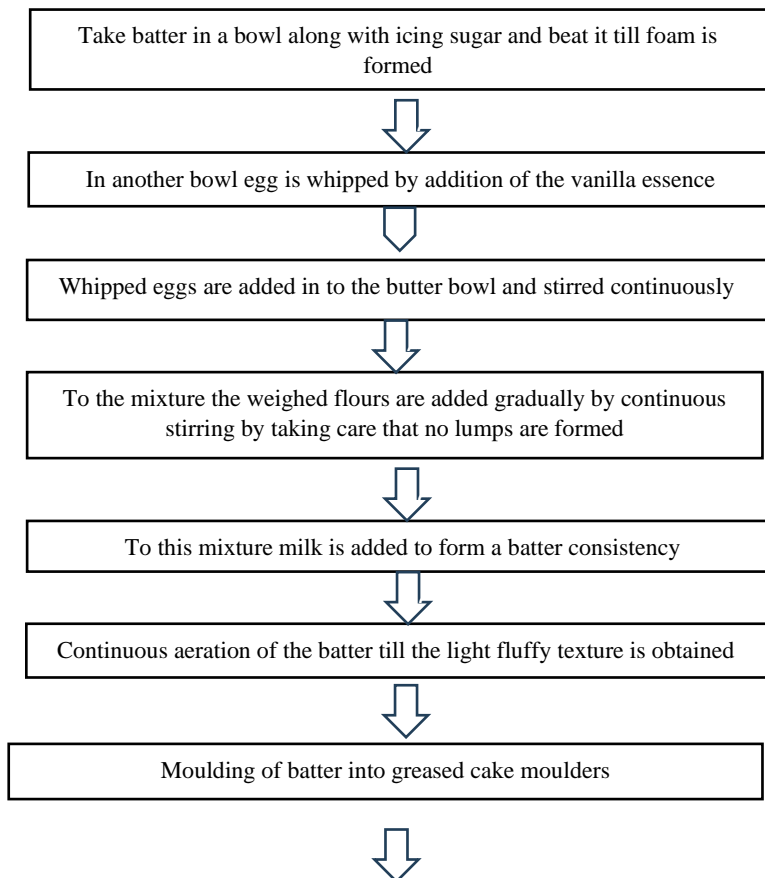 Take batter in a bowl along with icing sugar and beat it till foam is
formed
In another bowl egg is whipped by addition of the vanilla essence
Whipped eggs are added in to the butter bowl and stirred continuously
To the mixture the weighed flours are added gradually by continuous
stirring by taking care that no lumps are formed
To this mixture milk is added to form a batter consistency
Continuous aeration of the batter till the light fluffy texture is obtained
Moulding of batter into greased cake moulders